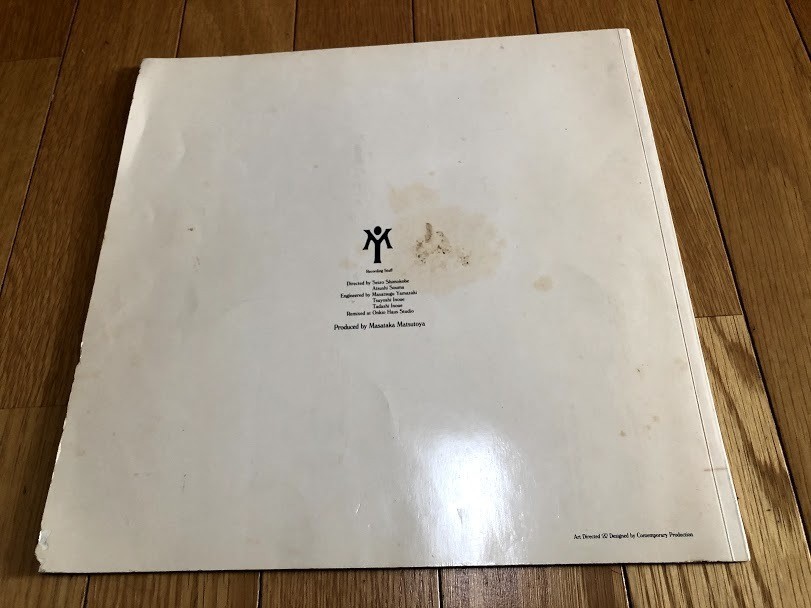 Recording Staff
Directed by Seizo Shimokobe
Atsushi Souma
Engineered by Masatsugu Yamazaki
Tsuyoshi Inoue
Tadashi Inoue
Remixed at Onkio Haus Studio
Produced by Masataka Matsutoya
Art Directed & Designed by Contemporary Production